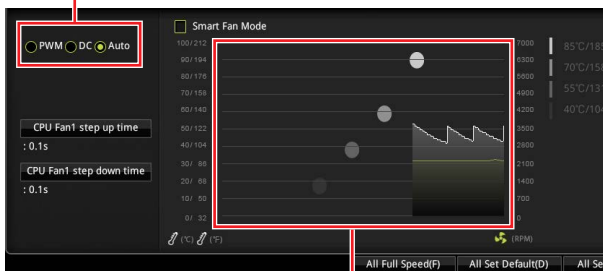 Smart Fan Mode
PWM DC Auto
100/212
90/194
80/176
70/158
60/140
50/122
40/104
30/ 86
20/ 68
10/ 50
0/ 32
7000
6300
5600
4900
4200
3500
2800
2100
1400
700
0
85°C/185
70°C/158
55°C/131
40°C/104
CPU Fan1 step up time
: 0.1s
CPU Fan1 step down time
: 0.1s
(°C) (°F)
(RPM)
All Full Speed(F) All Set Default(D) All Se